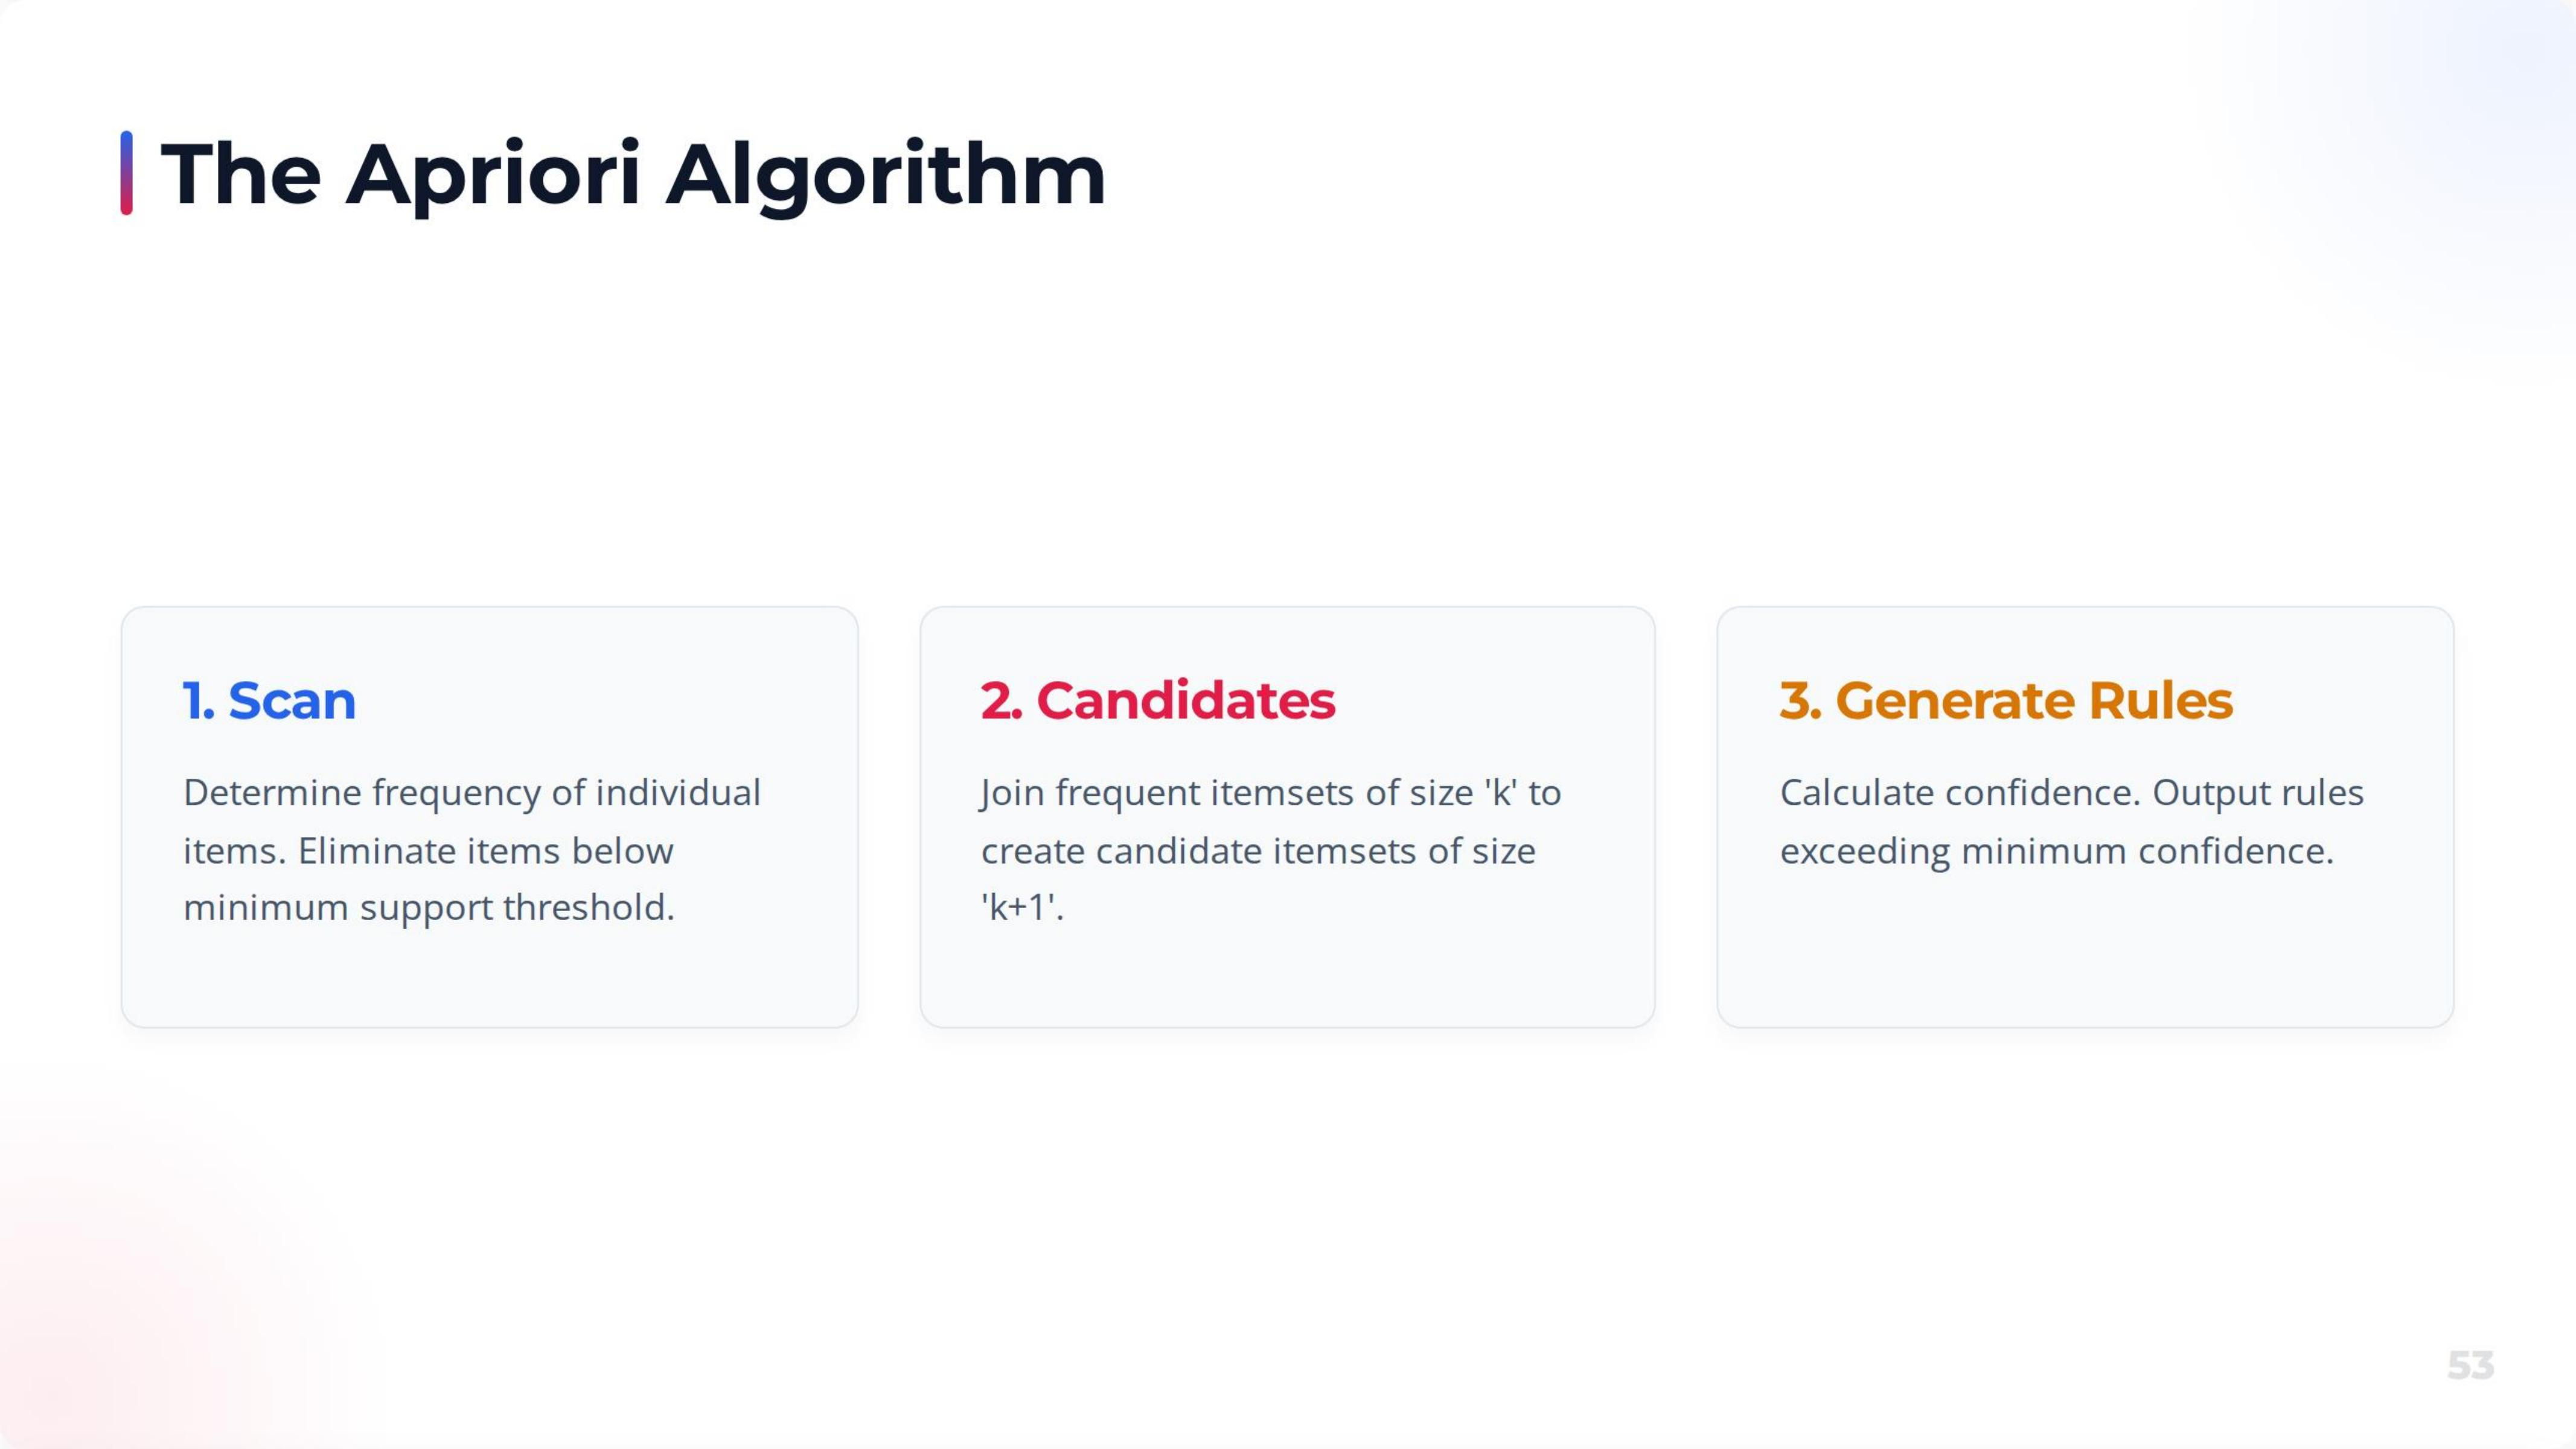 The Apriori Algorithm
1. Scan
Determine frequency of individual
items. Eliminate items below
minimum support threshold.
2. Candidates
Join frequent itemsets of size 'k' to
create candidate itemsets of size
'k+1'.
3. Generate Rules
Calculate confidence. Output rules
exceeding minimum confidence.
53